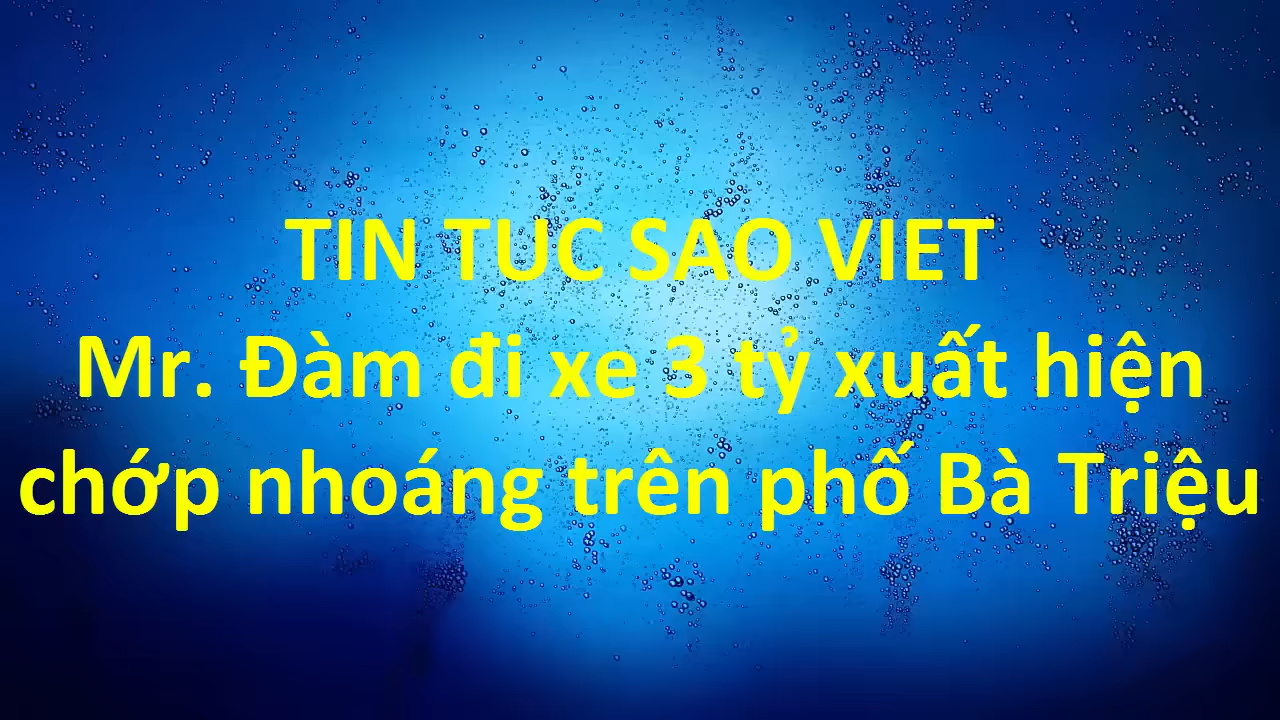 TIN TUC SAO VIET
Mr. Đàm đi xe 3 tỷ xuất hiện
chớp nhoáng trên phố Bà Triệu